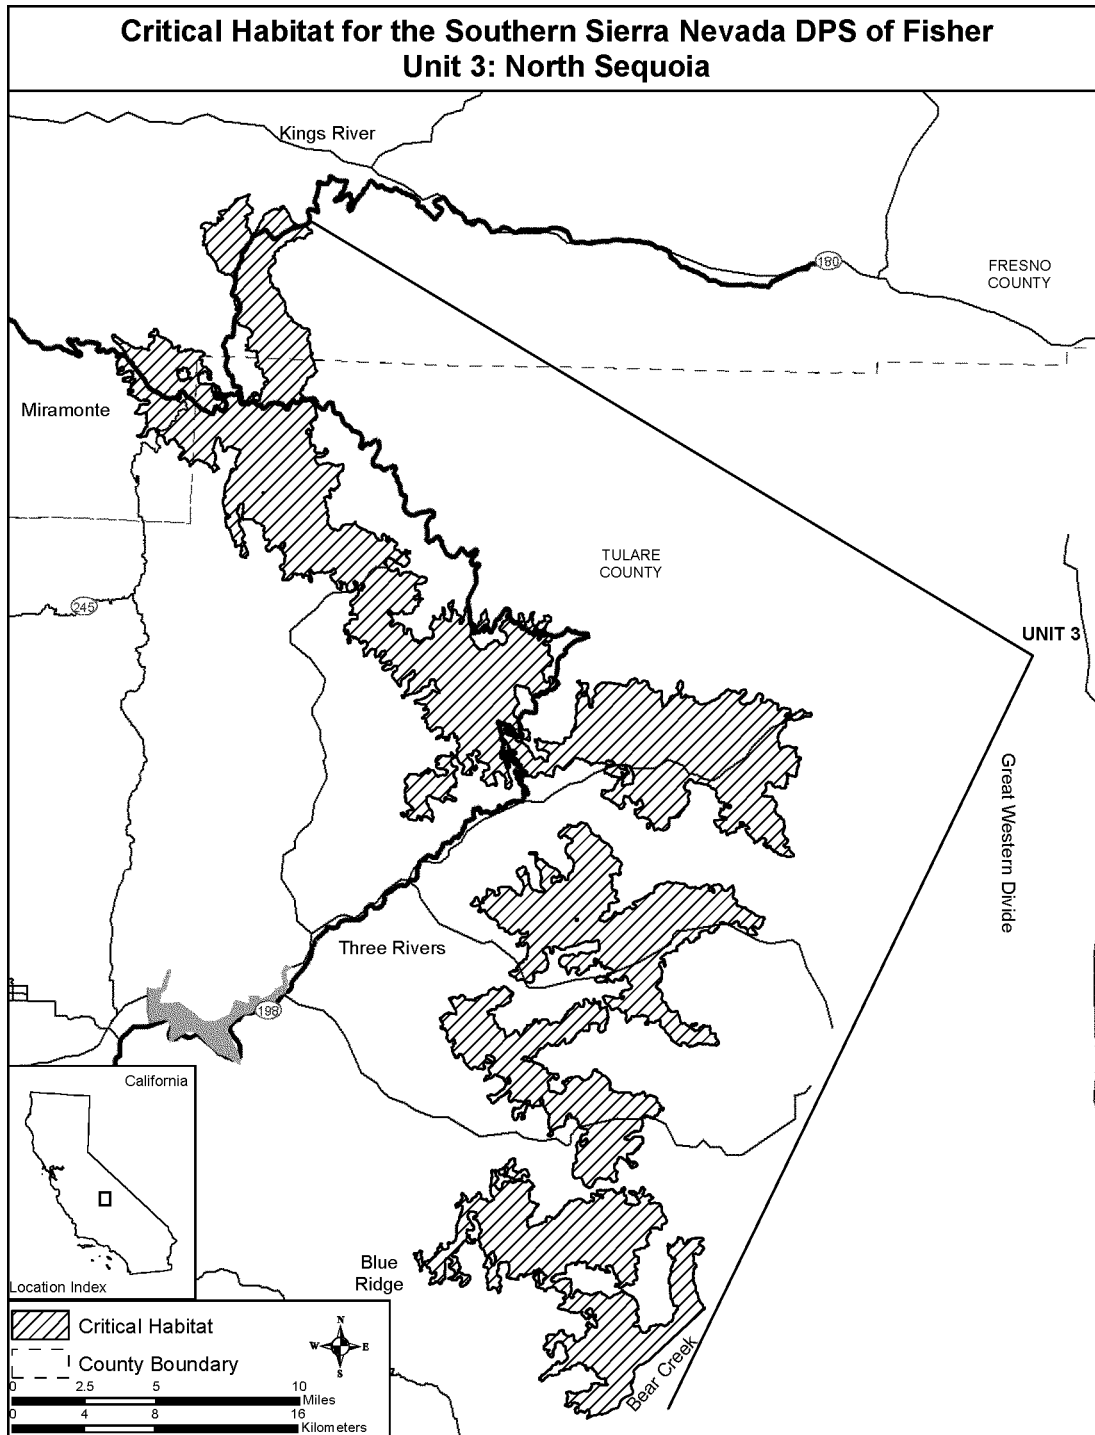 Critical Habitat for the Southern Sierra Nevada DPS of Fisher
Unit 3: North Sequoia
Kings River
180
FRESNO
COUNTY
Miramonte
TULARE
COUNTY
245
UNIT 3
Great Western Divide
Three Rivers
198
California
Location Index
Blue
Ridge
Bear Creek
Critical Habitat
County Boundary
N
W E
S
0 2.5 5 10
Miles
0 4 8 16
Kilometers